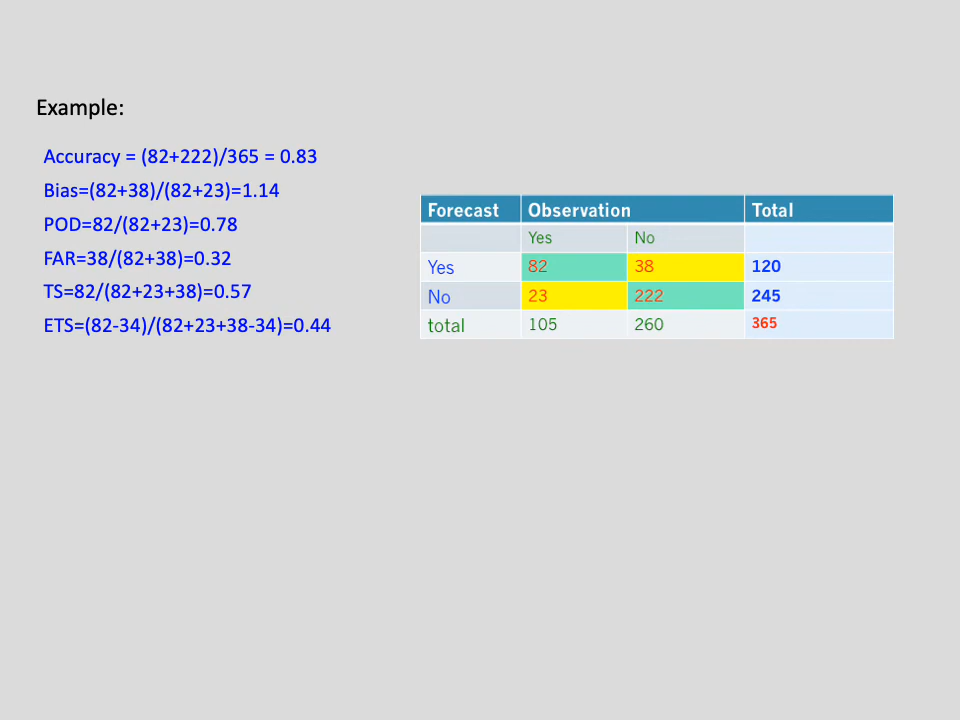 Example:
Accuracy = (82+222)/365 = 0.83
Bias=(82+38)/(82+23)=1.14
POD=82/(82+23)=0.78
FAR=38/(82+38)=0.32
TS=82/(82+23+38)=0.57
ETS=(82-34)/(82+23+38-34)=0.44
Forecast Observation Total
Yes No
Yes 82 38 120
No 23 222 245
total 105 260 365